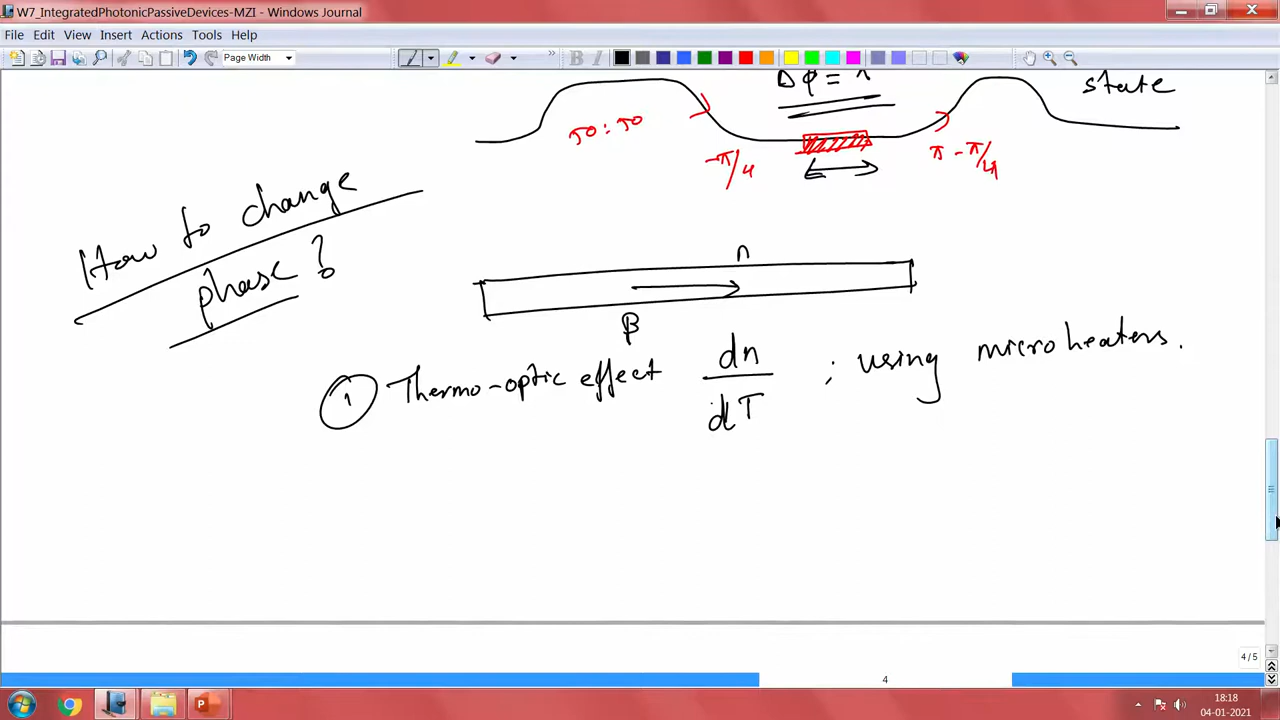 W7_IntegratedPhotonicPassiveDevices-MZI - Windows Journal
File Edit View Insert Actions Tools Help
Page Width
Δφ = π
state
50:50
-π/4
π - π/4
How to change
phase?
n
β
① Thermo-optic effect dn/dT ; using microheaters.
4/5
4
18:18
04-01-2021